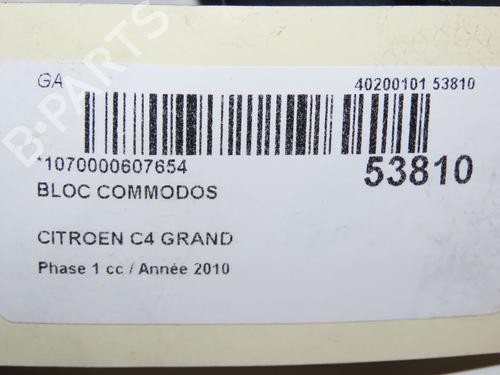 GA
40200101 53810
*1070000607654
53810
BLOC COMMODOS
CITROEN C4 GRAND
Phase 1 cc / Année 2010
B-PARTS